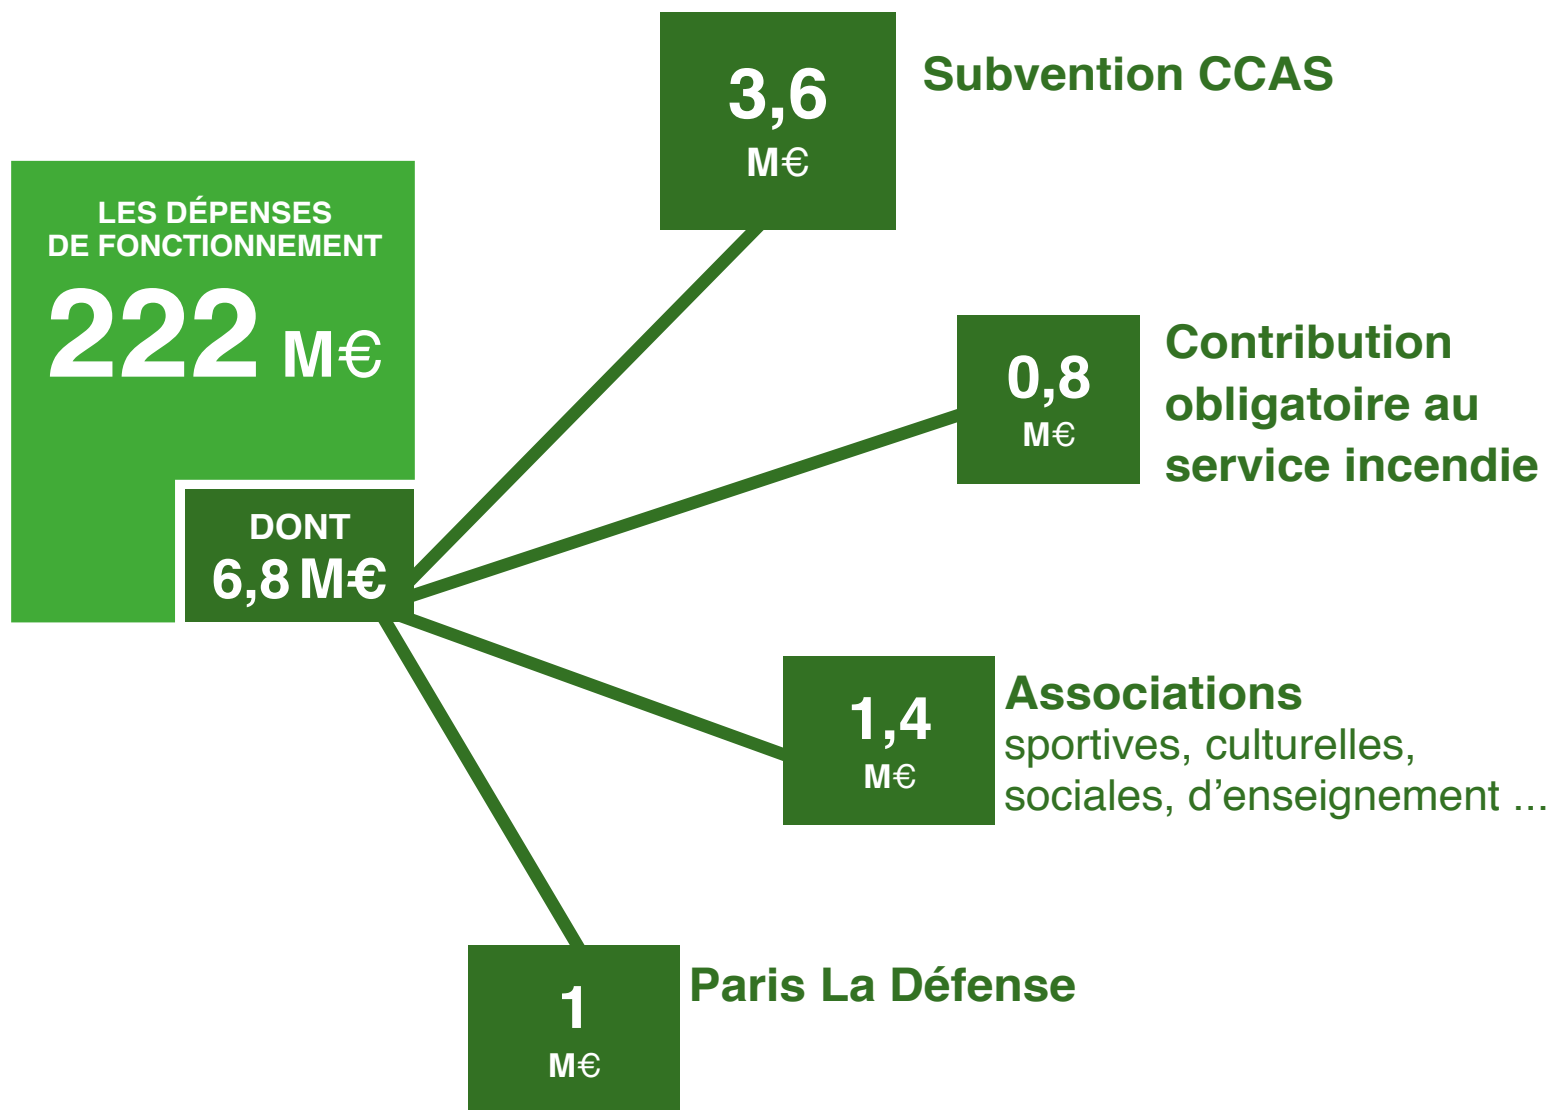 LES DÉPENSES
DE FONCTIONNEMENT
222 M€
DONT
6,8 M€
3,6
M€
Subvention CCAS
0,8
M€
Contribution
obligatoire au
service incendie
1,4
M€
Associations
sportives, culturelles,
sociales, d’enseignement ...
1
M€
Paris La Défense